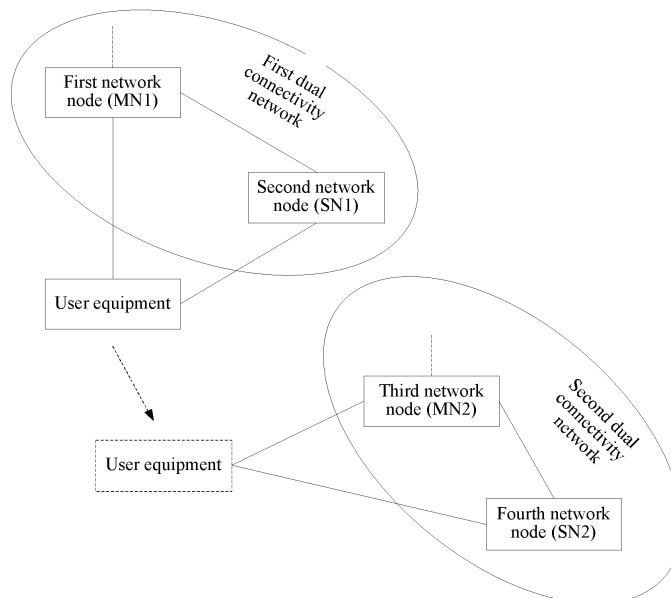 First network
node (MN1)
First dual
connectivity
network
Second network
node (SN1)
User equipment
Third network
node (MN2)
Second dual
connectivity
network
User equipment
Fourth network
node (SN2)